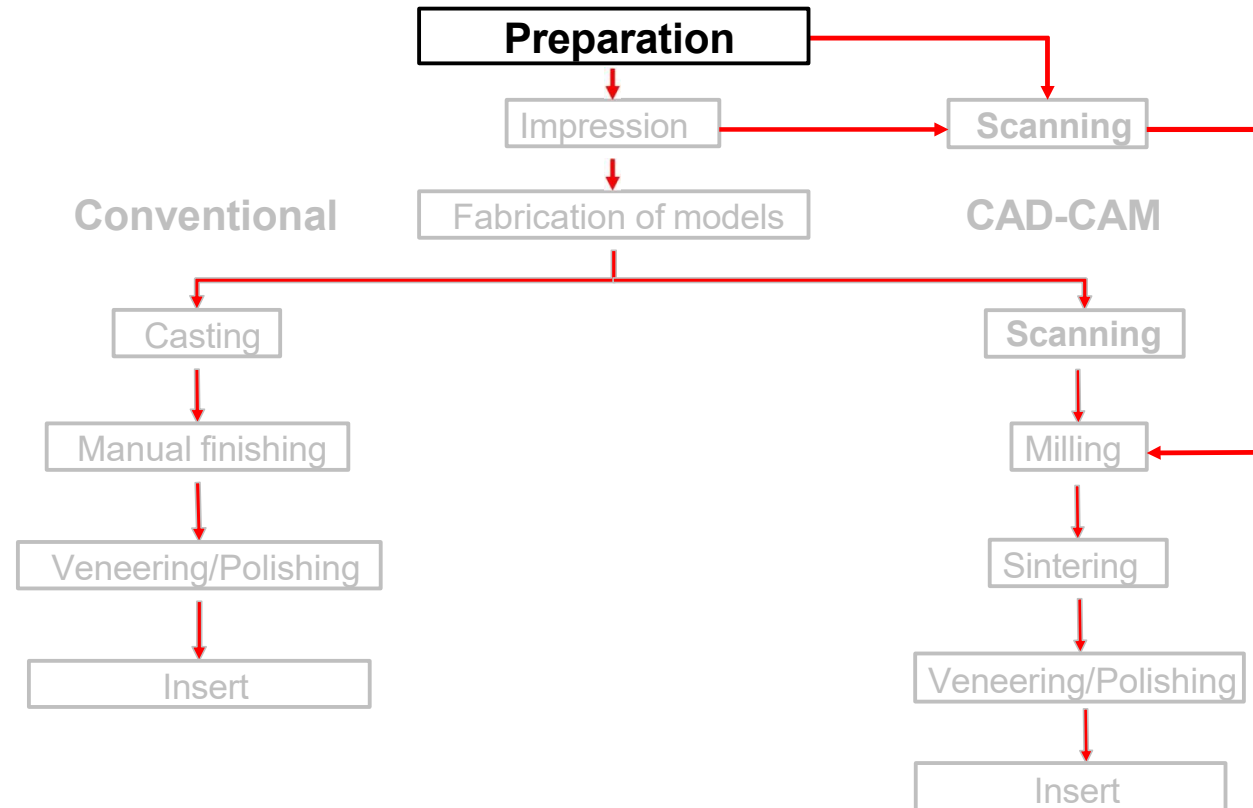 Preparation
Impression
Scanning
Conventional
Fabrication of models
CAD-CAM
Casting
Scanning
Manual finishing
Milling
Veneering/Polishing
Sintering
Insert
Veneering/Polishing
Insert